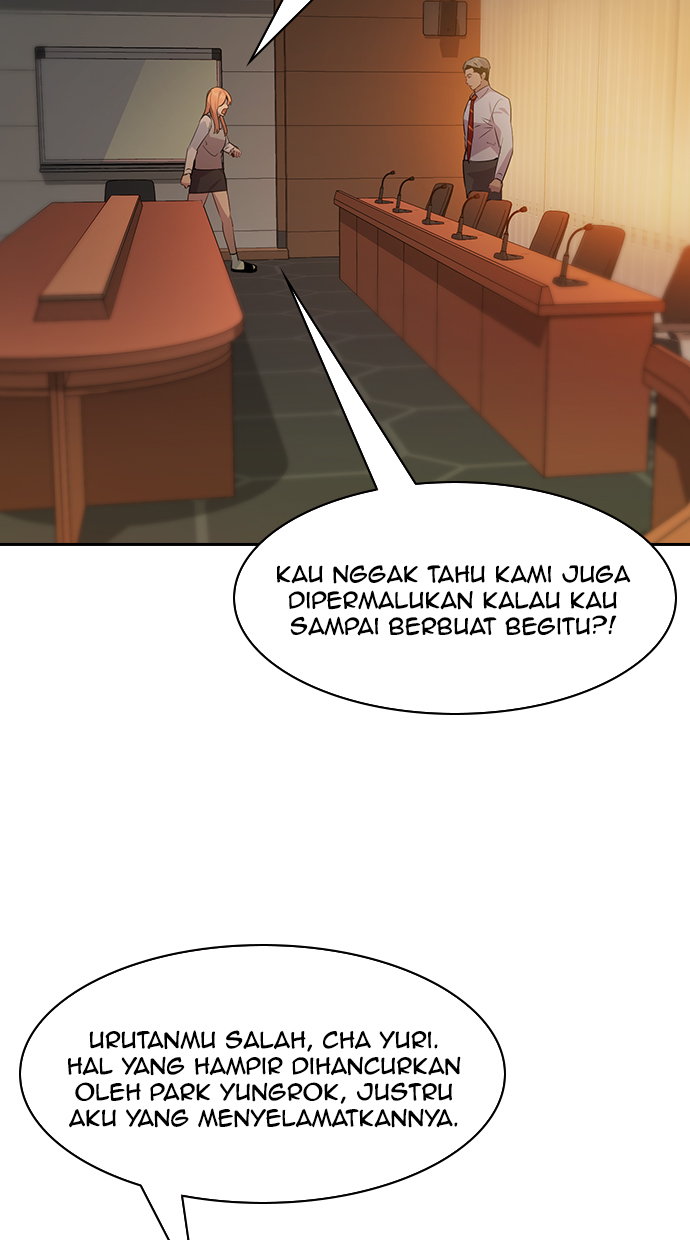 KAU NGGAK TAHU KAMI JUGA
DIPERMALUKAN KALAU KAU
SAMPAI BERBUAT BEGITU?!
URUTANMU SALAH, CHA YURI.
HAL YANG HAMPIR DIHANCURKAN
OLEH PARK YUNGROK, JUSTRU
AKU YANG MENYELAMATKANNYA.